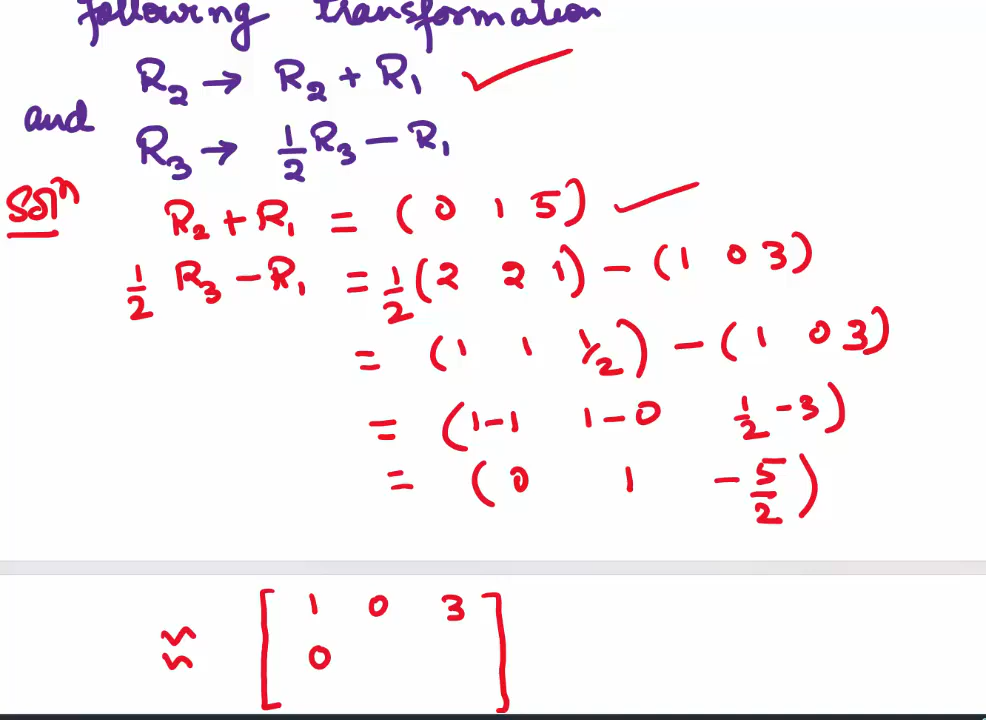 following transformation
R₂ → R₂ + R₁ ✓
and
R₃ → 1/2 R₃ − R₁
Solⁿ
R₂ + R₁ = (0 1 5) ✓
1/2 R₃ − R₁ = 1/2 (2 2 1) − (1 0 3)
= (1 1 1/2) − (1 0 3)
= (1−1 1−0 1/2 −3)
= (0 1 −5/2)
≈ [1 0 3
0 ]